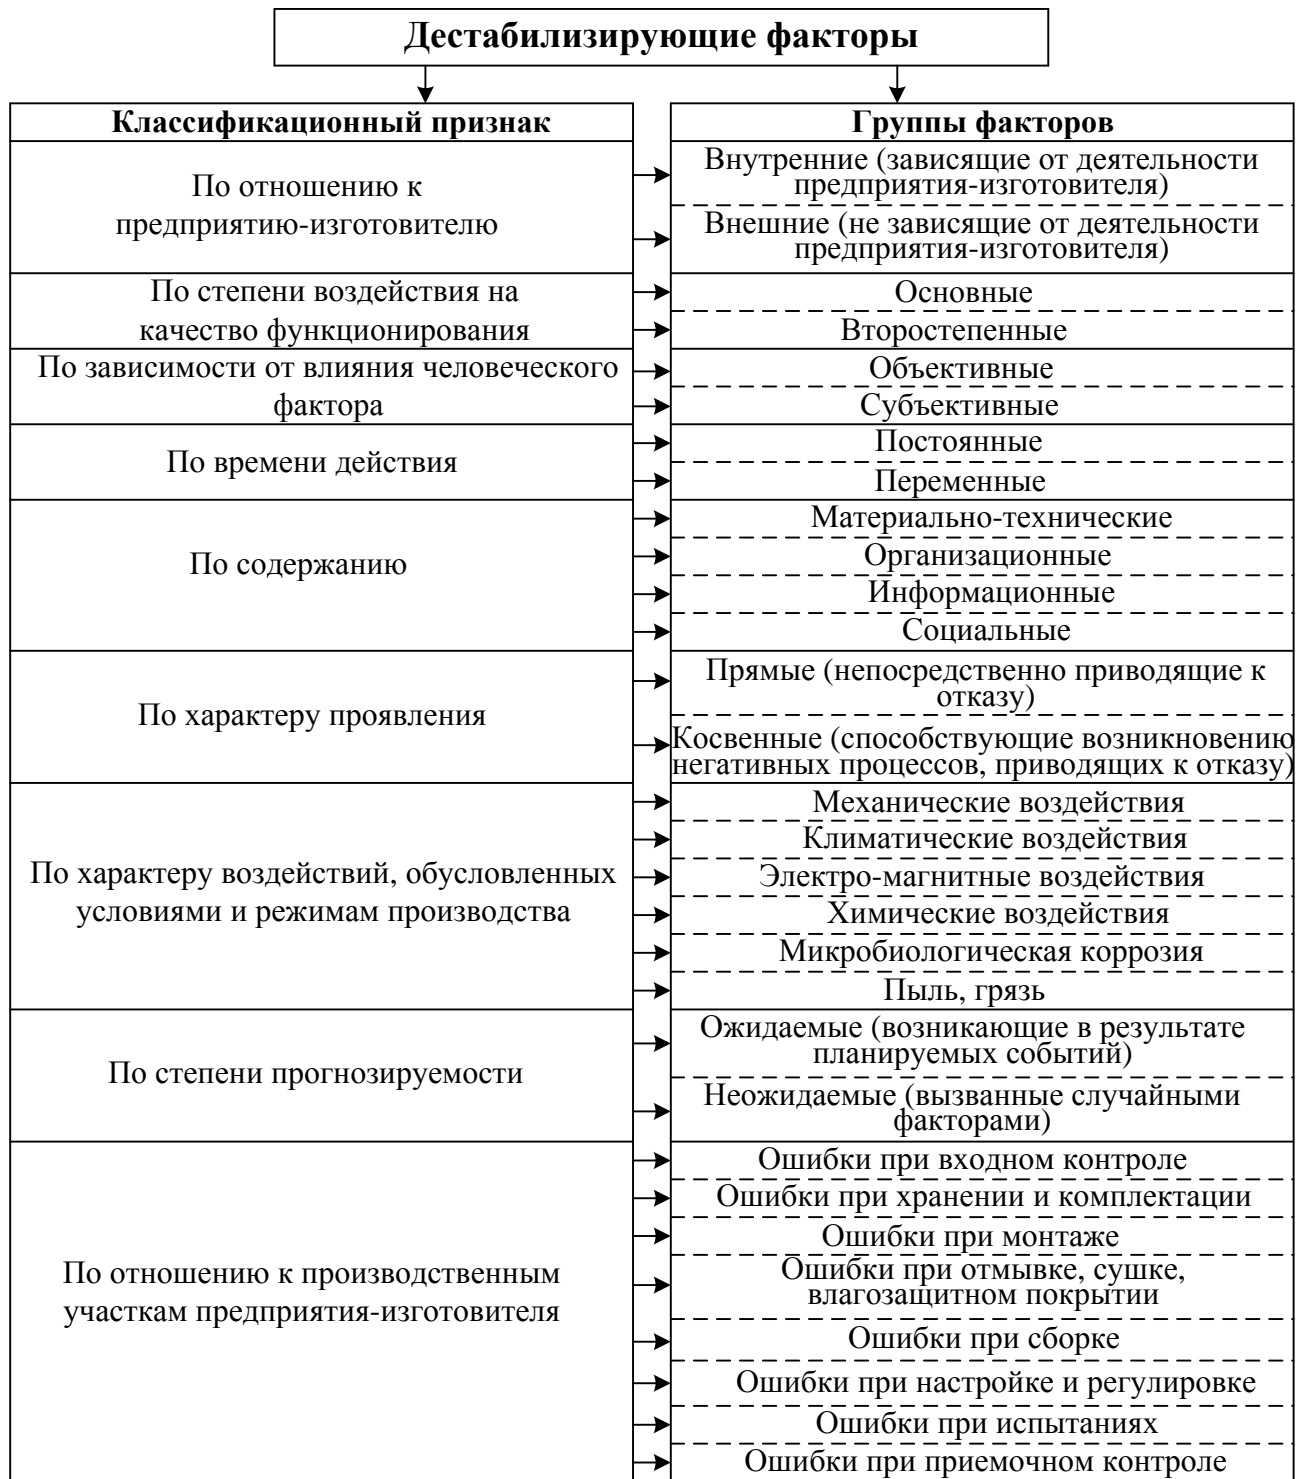 Дестабилизирующие факторы
Классификационный признак
Группы факторов
По отношению к
предприятию-изготовителю
Внутренние (зависящие от деятельности
предприятия-изготовителя)
Внешние (не зависящие от деятельности
предприятия-изготовителя)
По степени воздействия на
качество функционирования
Основные
Второстепенные
По зависимости от влияния человеческого
фактора
Объективные
Субъективные
По времени действия
Постоянные
Переменные
По содержанию
Материально-технические
Организационные
Информационные
Социальные
По характеру проявления
Прямые (непосредственно приводящие к
отказу)
Косвенные (способствующие возникновению
негативных процессов, приводящих к отказу)
По характеру воздействий, обусловленных
условиями и режимам производства
Механические воздействия
Климатические воздействия
Электро-магнитные воздействия
Химические воздействия
Микробиологическая коррозия
Пыль, грязь
По степени прогнозируемости
Ожидаемые (возникающие в результате
планируемых событий)
Неожидаемые (вызванные случайными
факторами)
По отношению к производственным
участкам предприятия-изготовителя
Ошибки при входном контроле
Ошибки при хранении и комплектации
Ошибки при монтаже
Ошибки при отмывке, сушке,
влагозащитном покрытии
Ошибки при сборке
Ошибки при настройке и регулировке
Ошибки при испытаниях
Ошибки при приемочном контроле